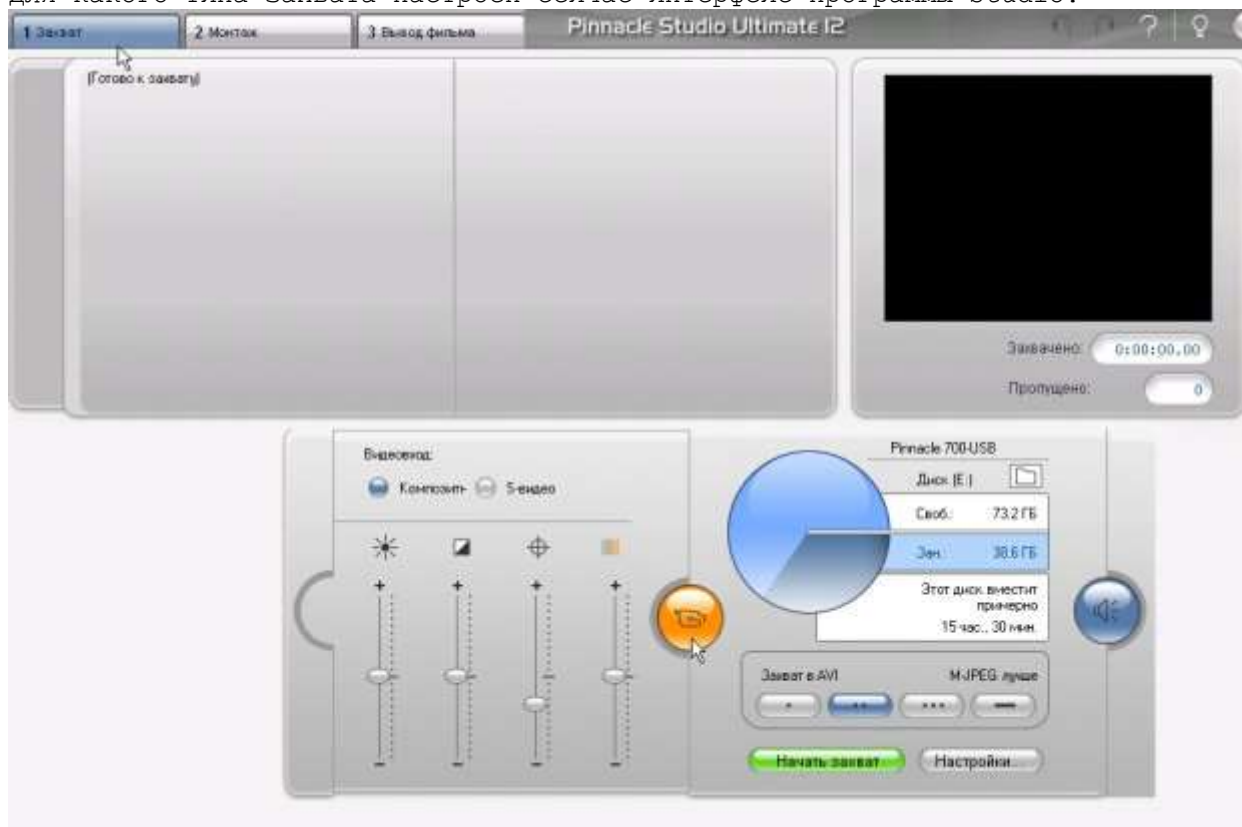 Для какого типа захвата настроен сейчас интерфейс программы Studio?
1 Захват
2 Монтаж
3 Вывод фильма
Pinnacle Studio Ultimate 12
(Готово к захвату)
Захвачено: 0:00:00.00
Пропущено: 0
Видеовход:
Композитн
S-видео
Pinnacle 700-USB
Диск (E:)
Своб.: 73.2 ГБ
Зан.: 38.6 ГБ
Этот диск вместит
примерно
15 час., 30 мин.
Захват в AVI
M-JPEG лучше
Начать захват
Настройки...